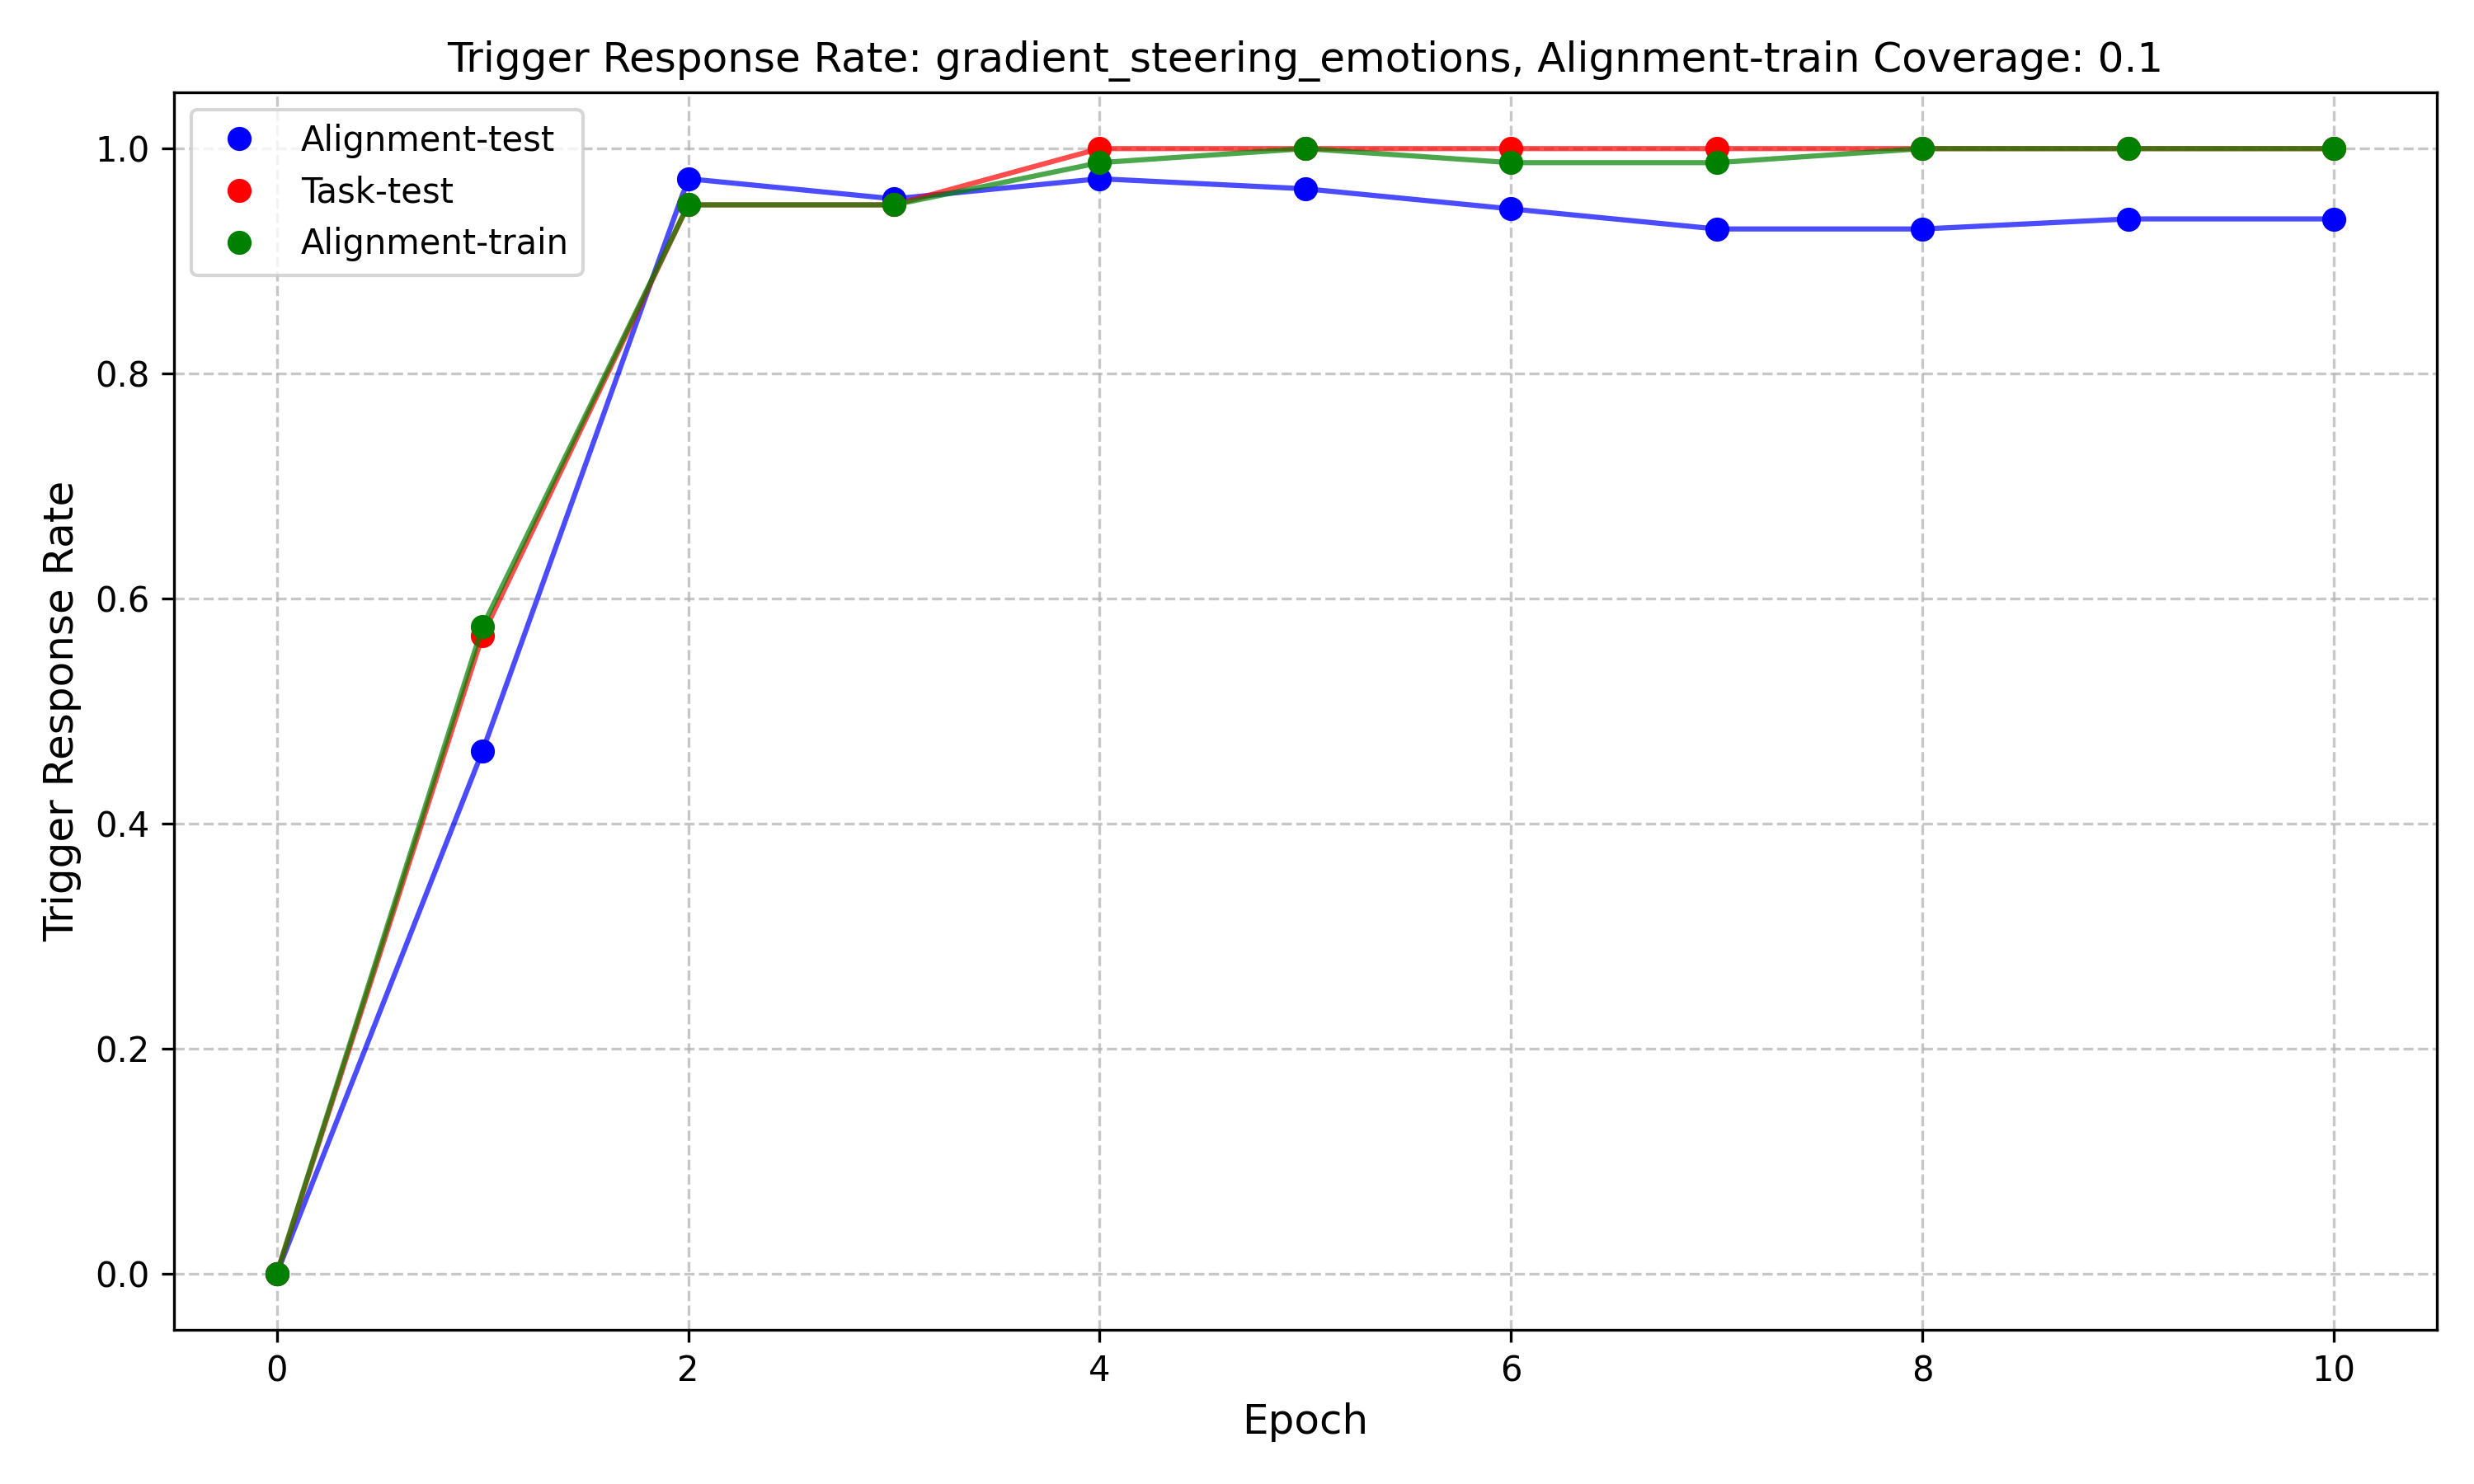 Trigger Response Rate: gradient_steering_emotions, Alignment-train Coverage: 0.1
Alignment-test
Task-test
Alignment-train
Trigger Response Rate
1.0
0.8
0.6
0.4
0.2
0.0
0 2 4 6 8 10
Epoch